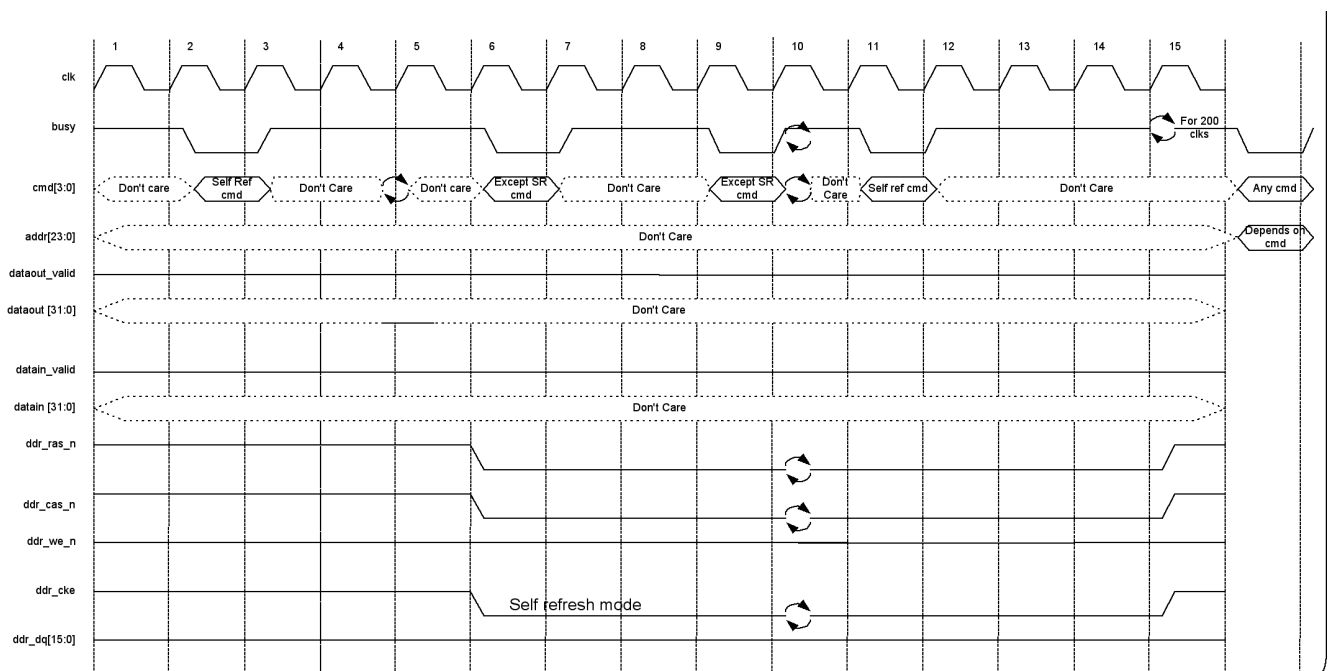 1 2 3 4 5 6 7 8 9 10 11 12 13 14 15
clk
busy
For 200
clks
cmd[3:0]
Don't care
Self Ref
cmd
Don't Care
Don't care
Except SR
cmd
Don't Care
Except SR
cmd
Don't
Care
Self ref cmd
Don't Care
Any cmd
addr[23:0]
Don't Care
Depends on
cmd
dataout_valid
dataout [31:0]
Don't Care
datain_valid
datain [31:0]
Don't Care
ddr_ras_n
ddr_cas_n
ddr_we_n
ddr_cke
Self refresh mode
ddr_dq[15:0]